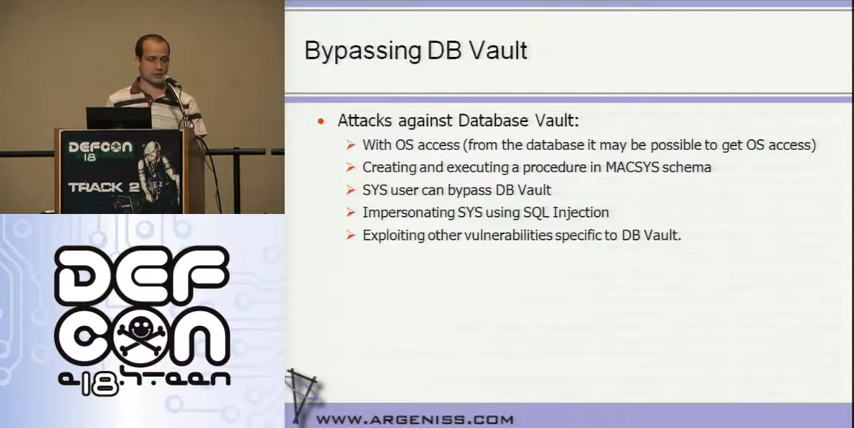 Bypassing DB Vault
Attacks against Database Vault:
With OS access (from the database it may be possible to get OS access)
Creating and executing a procedure in MACSYS schema
SYS user can bypass DB Vault
Impersonating SYS using SQL Injection
Exploiting other vulnerabilities specific to DB Vault.
WWW.ARGENISS.COM
DEFCON
18
TRACK 2
DEF
CON
e18hteen